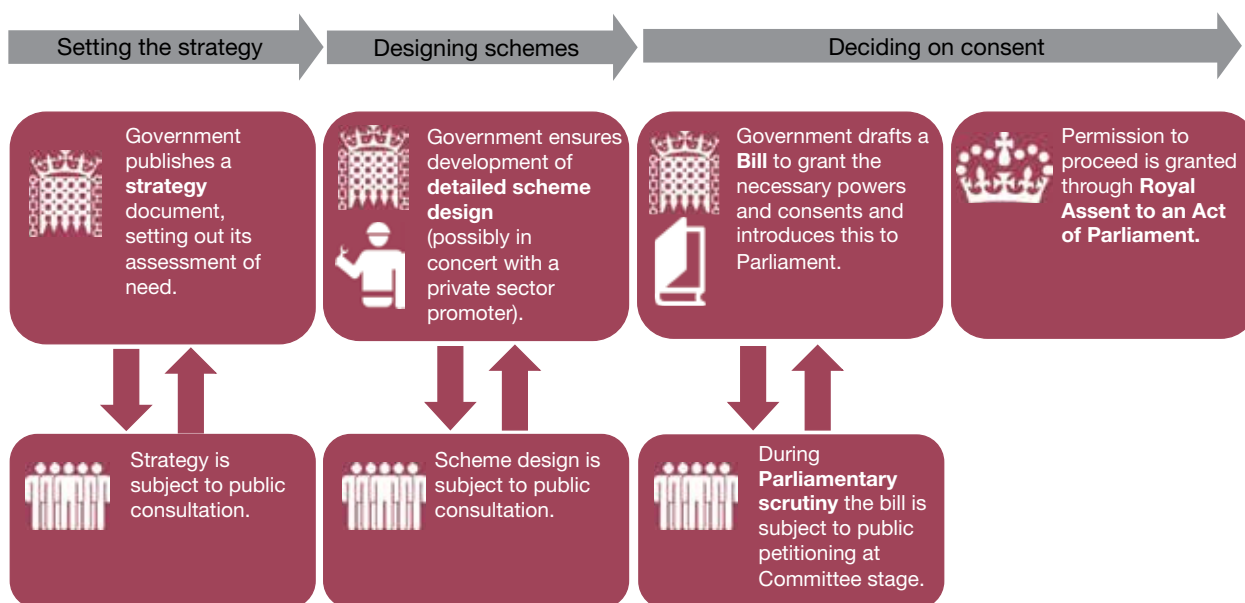 Setting the strategy
Designing schemes
Deciding on consent
Government
publishes a
strategy
document,
setting out its
assessment of
need.
Government ensures
development of
detailed scheme
design
(possibly in
concert with a
private sector
promoter).
Government drafts a
Bill to grant the
necessary powers
and consents and
introduces this to
Parliament.
Permission to
proceed is granted
through Royal
Assent to an Act
of Parliament.
Strategy is
subject to public
consultation.
Scheme design is
subject to public
consultation.
During
Parliamentary
scrutiny the bill is
subject to public
petitioning at
Committee stage.